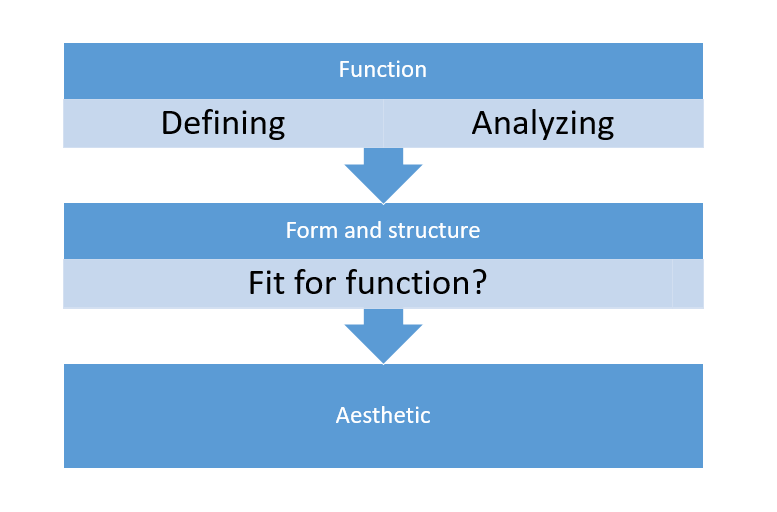 Function
Defining
Analyzing
Form and structure
Fit for function?
Aesthetic